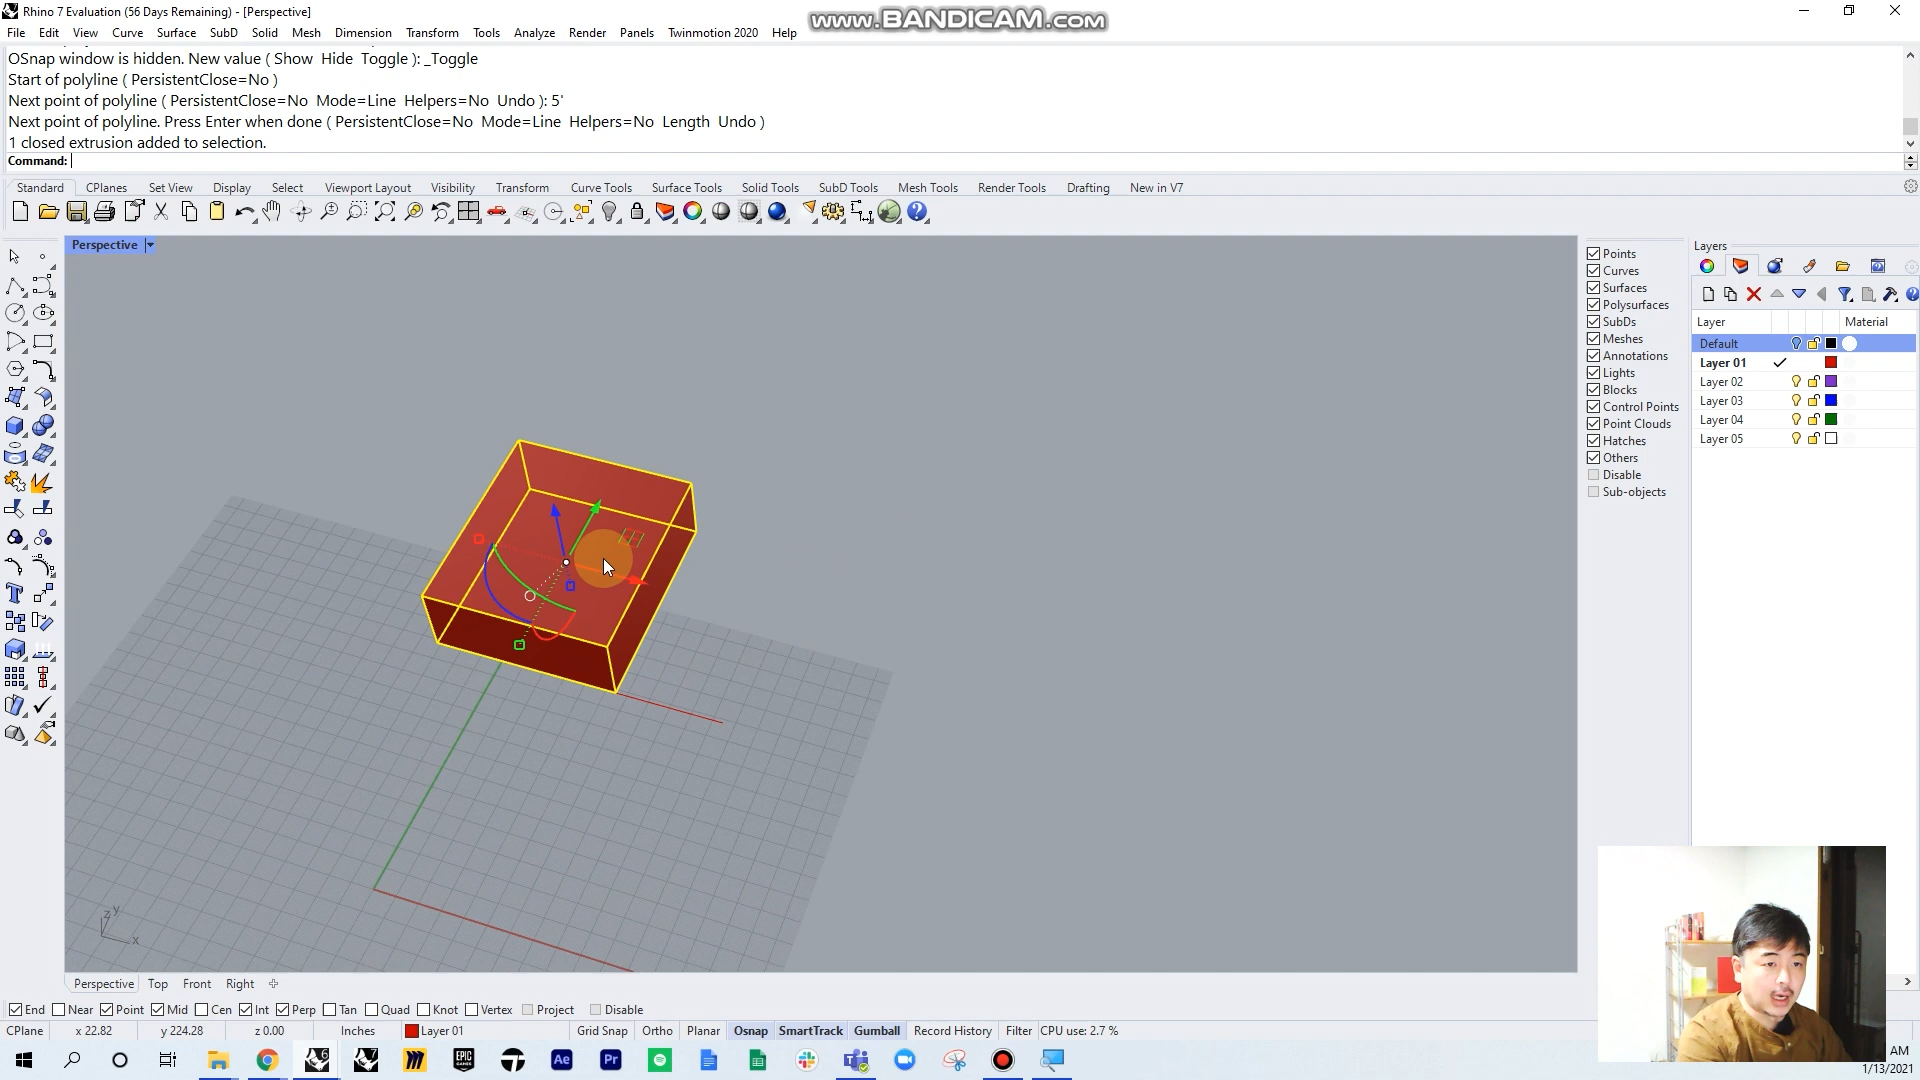 Rhino 7 Evaluation (56 Days Remaining) - [Perspective]
www.BANDICAM.com
File Edit View Curve Surface SubD Solid Mesh Dimension Transform Tools Analyze Render Panels Twinmotion 2020 Help
OSnap window is hidden. New value ( Show Hide Toggle ): _Toggle
Start of polyline ( PersistentClose=No )
Next point of polyline ( PersistentClose=No Mode=Line Helpers=No Undo ): 5'
Next point of polyline. Press Enter when done ( PersistentClose=No Mode=Line Helpers=No Length Undo )
1 closed extrusion added to selection.
Command:
Standard CPlanes Set View Display Select Viewport Layout Visibility Transform Curve Tools Surface Tools Solid Tools SubD Tools Mesh Tools Render Tools Drafting New in V7
Perspective
Points
Curves
Surfaces
Polysurfaces
SubDs
Meshes
Annotations
Lights
Blocks
Control Points
Point Clouds
Hatches
Others
Disable
Sub-objects
Layers
Layer Material
Default
Layer 01
Layer 02
Layer 03
Layer 04
Layer 05
z y
x
Perspective Top Front Right
End Near Point Mid Cen Int Perp Tan Quad Knot Vertex Project Disable
CPlane x 22.82 y 224.28 z 0.00 Inches Layer 01 Grid Snap Ortho Planar Osnap SmartTrack Gumball Record History Filter CPU use: 2.7 %
6 7 EPIC GAMES Ae Pr
AM
1/13/2021